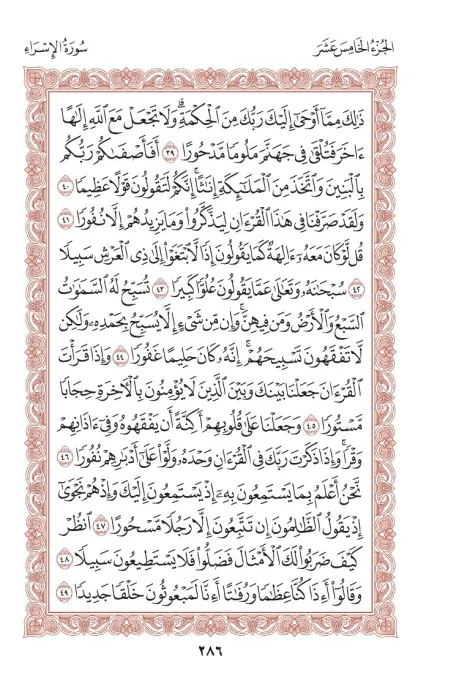 الجُزْءُ الخَامِسَ عَشَرَ
سُورَةُ الإِسْرَاءِ
ذَٰلِكَ مِمَّآ أَوْحَىٰٓ إِلَيْكَ رَبُّكَ مِنَ ٱلْحِكْمَةِۗ وَلَا تَجْعَلْ مَعَ ٱللَّهِ إِلَٰهًا
ءَاخَرَ فَتُلْقَىٰ فِى جَهَنَّمَ مَلُومًا مَّدْحُورًا ٣٩ أَفَأَصْفَىٰكُمْ رَبُّكُم
بِٱلْبَنِينَ وَٱتَّخَذَ مِنَ ٱلْمَلَٰٓئِكَةِ إِنَٰثًاۚ إِنَّكُمْ لَتَقُولُونَ قَوْلًا عَظِيمًا ٤٠
وَلَقَدْ صَرَّفْنَا فِى هَٰذَا ٱلْقُرْءَانِ لِيَذَّكَّرُوا۟ وَمَا يَزِيدُهُمْ إِلَّا نُفُورًا ٤١
قُل لَّوْ كَانَ مَعَهُۥٓ ءَالِهَةٌ كَمَا يَقُولُونَ إِذًا لَّٱبْتَغَوْا۟ إِلَىٰ ذِى ٱلْعَرْشِ سَبِيلًا
٤٢ سُبْحَٰنَهُۥ وَتَعَٰلَىٰ عَمَّا يَقُولُونَ عُلُوًّا كَبِيرًا ٤٣ تُسَبِّحُ لَهُ ٱلسَّمَٰوَٰتُ
ٱلسَّبْعُ وَٱلْأَرْضُ وَمَن فِيهِنَّۚ وَإِن مِّن شَىْءٍ إِلَّا يُسَبِّحُ بِحَمْدِهِۦ وَلَٰكِن
لَّا تَفْقَهُونَ تَسْبِيحَهُمْۗ إِنَّهُۥ كَانَ حَلِيمًا غَفُورًا ٤٤ وَإِذَا قَرَأْتَ
ٱلْقُرْءَانَ جَعَلْنَا بَيْنَكَ وَبَيْنَ ٱلَّذِينَ لَا يُؤْمِنُونَ بِٱلْءَاخِرَةِ حِجَابًا
مَّسْتُورًا ٤٥ وَجَعَلْنَا عَلَىٰ قُلُوبِهِمْ أَكِنَّةً أَن يَفْقَهُوهُ وَفِىٓ ءَاذَانِهِمْ
وَقْرًاۚ وَإِذَا ذَكَرْتَ رَبَّكَ فِى ٱلْقُرْءَانِ وَحْدَهُۥ وَلَّوْا۟ عَلَىٰٓ أَدْبَٰرِهِمْ نُفُورًا ٤٦
نَّحْنُ أَعْلَمُ بِمَا يَسْتَمِعُونَ بِهِۦٓ إِذْ يَسْتَمِعُونَ إِلَيْكَ وَإِذْ هُمْ نَجْوَىٰٓ
إِذْ يَقُولُ ٱلظَّٰلِمُونَ إِن تَتَّبِعُونَ إِلَّا رَجُلًا مَّسْحُورًا ٤٧ ٱنظُرْ
كَيْفَ ضَرَبُوا۟ لَكَ ٱلْأَمْثَالَ فَضَلُّوا۟ فَلَا يَسْتَطِيعُونَ سَبِيلًا ٤٨
وَقَالُوٓا۟ أَءِذَا كُنَّا عِظَٰمًا وَرُفَٰتًا أَءِنَّا لَمَبْعُوثُونَ خَلْقًا جَدِيدًا ٤٩
٢٨٦